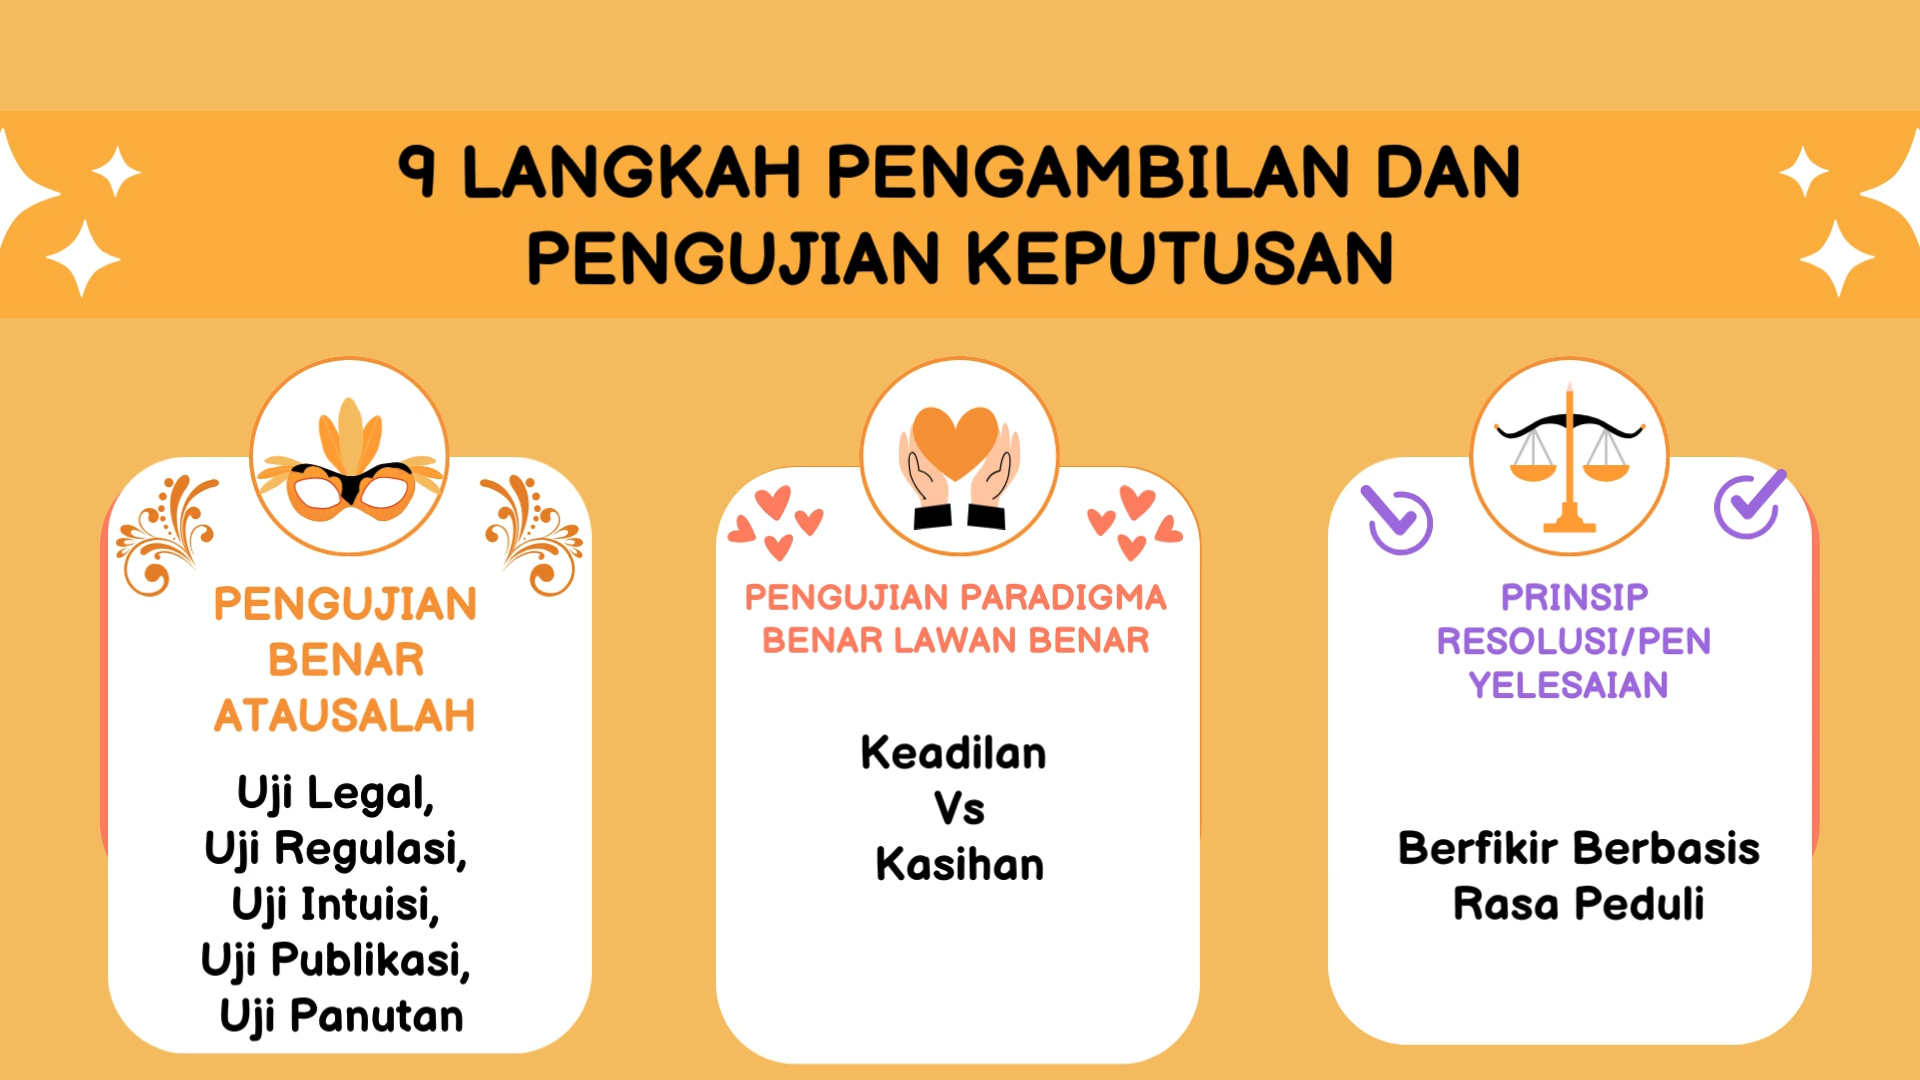 9 LANGKAH PENGAMBILAN DAN
PENGUJIAN KEPUTUSAN
PENGUJIAN
BENAR
ATAUSALAH
Uji Legal,
Uji Regulasi,
Uji Intuisi,
Uji Publikasi,
Uji Panutan
PENGUJIAN PARADIGMA
BENAR LAWAN BENAR
Keadilan
Vs
Kasihan
PRINSIP
RESOLUSI/PEN
YELESAIAN
Berfikir Berbasis
Rasa Peduli